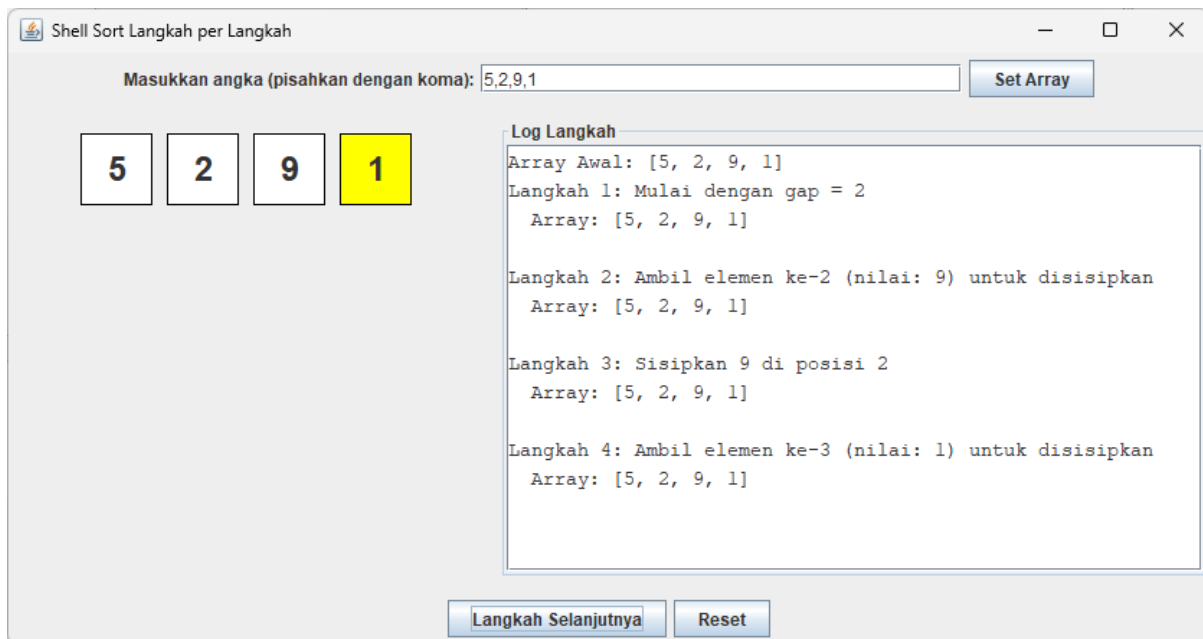 Shell Sort Langkah per Langkah
Masukkan angka (pisahkan dengan koma): 5,2,9,1 Set Array
5 2 9 1
Log Langkah
Array Awal: [5, 2, 9, 1]
Langkah 1: Mulai dengan gap = 2
Array: [5, 2, 9, 1]
Langkah 2: Ambil elemen ke-2 (nilai: 9) untuk disisipkan
Array: [5, 2, 9, 1]
Langkah 3: Sisipkan 9 di posisi 2
Array: [5, 2, 9, 1]
Langkah 4: Ambil elemen ke-3 (nilai: 1) untuk disisipkan
Array: [5, 2, 9, 1]
Langkah Selanjutnya Reset